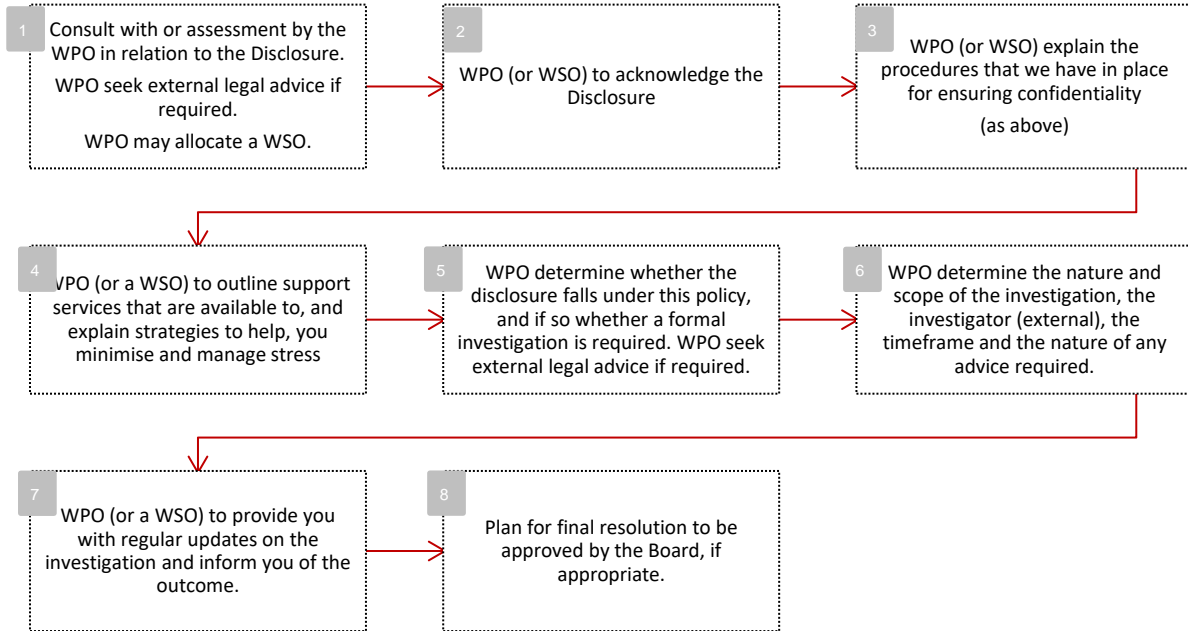 1
Consult with or assessment by the
WPO in relation to the Disclosure.
WPO seek external legal advice if
required.
WPO may allocate a WSO.
2
WPO (or WSO) to acknowledge the
Disclosure
3
WPO (or WSO) explain the
procedures that we have in place
for ensuring confidentiality
(as above)
4
WPO (or a WSO) to outline support
services that are available to, and
explain strategies to help, you
minimise and manage stress
5
WPO determine whether the
disclosure falls under this policy,
and if so whether a formal
investigation is required. WPO seek
external legal advice if required.
6
WPO determine the nature and
scope of the investigation, the
investigator (external), the
timeframe and the nature of any
advice required.
7
WPO (or a WSO) to provide you
with regular updates on the
investigation and inform you of the
outcome.
8
Plan for final resolution to be
approved by the Board, if
appropriate.